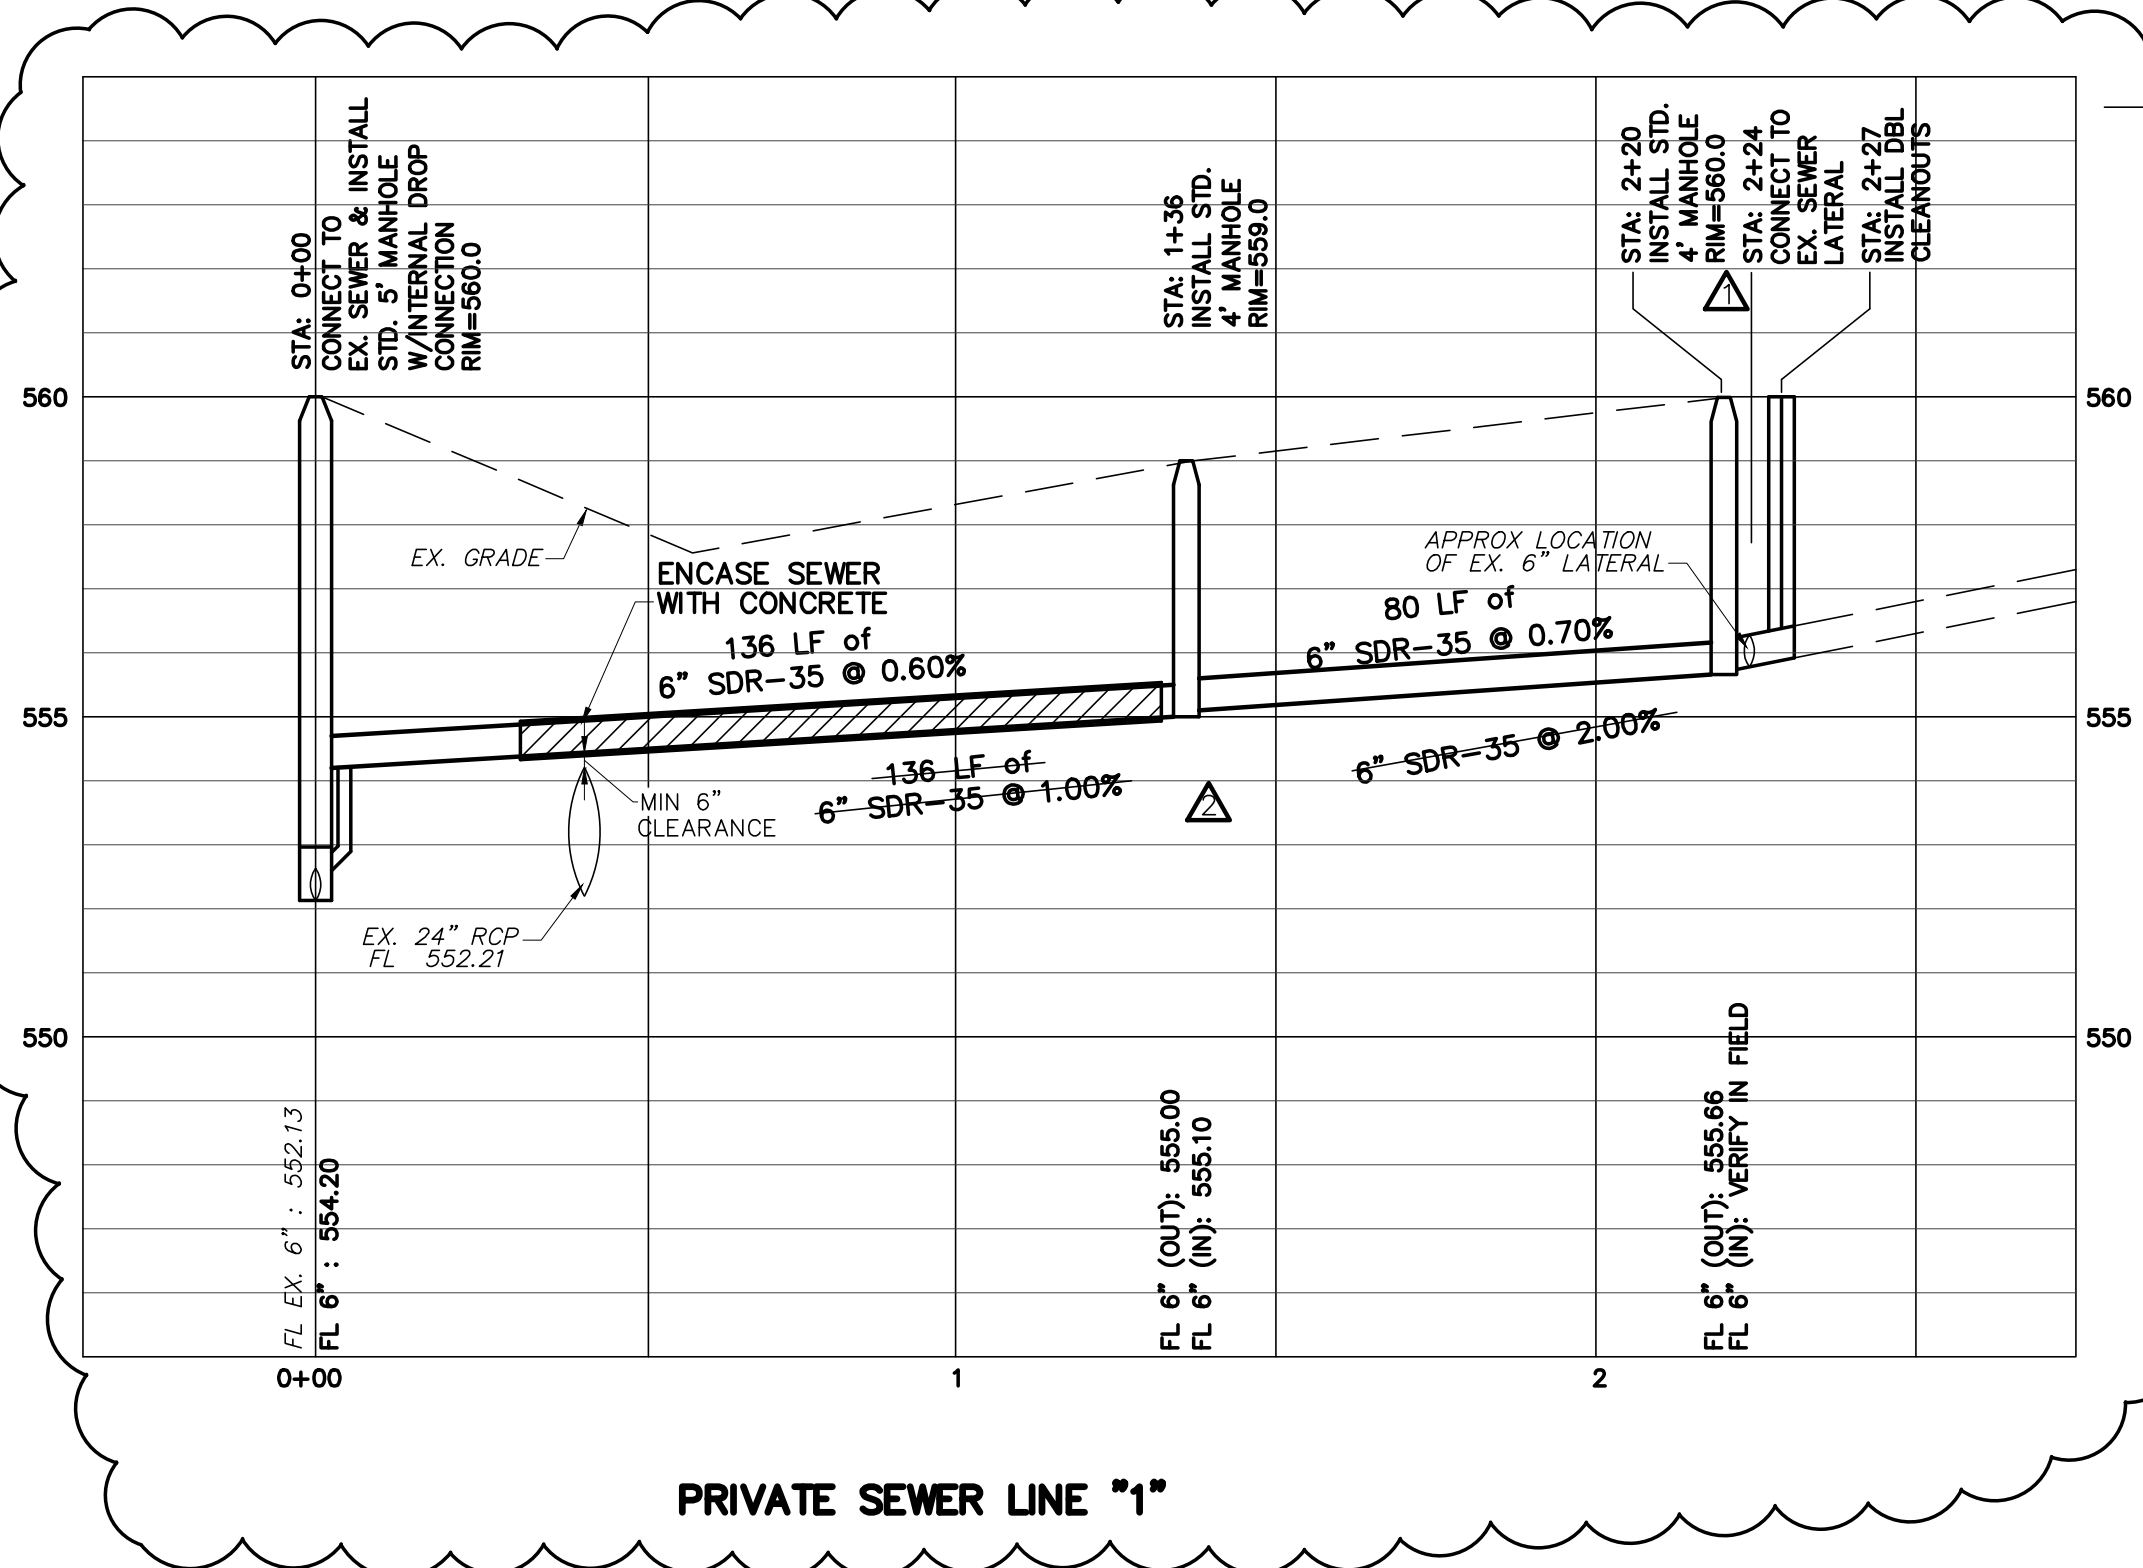 STA: 0+00
CONNECT TO
EX. SEWER & INSTALL
STD. 5' MANHOLE
W/INTERNAL DROP
CONNECTION
RIM=560.0
STA: 1+36
INSTALL STD.
4' MANHOLE
RIM=559.0
STA: 2+20
INSTALL STD.
4' MANHOLE
RIM=560.0
1
STA: 2+24
CONNECT TO
EX. SEWER
LATERAL
STA: 2+27
INSTALL DBL
CLEANOUTS
560
560
EX. GRADE
ENCASE SEWER
WITH CONCRETE
136 LF of
6" SDR-35 @ 0.60%
APPROX LOCATION
OF EX. 6" LATERAL
80 LF of
6" SDR-35 @ 0.70%
555
555
136 LF of
6" SDR-35 @ 1.00%
2
6" SDR-35 @ 2.00%
MIN 6"
CLEARANCE
EX. 24" RCP
FL 552.21
550
550
FL EX. 6" : 552.13
FL 6" : 554.20
FL 6" (OUT): 555.00
FL 6" (IN): 555.10
FL 6" (OUT): 555.66
FL 6" (IN): VERIFY IN FIELD
0+00
1
2
PRIVATE SEWER LINE "1"